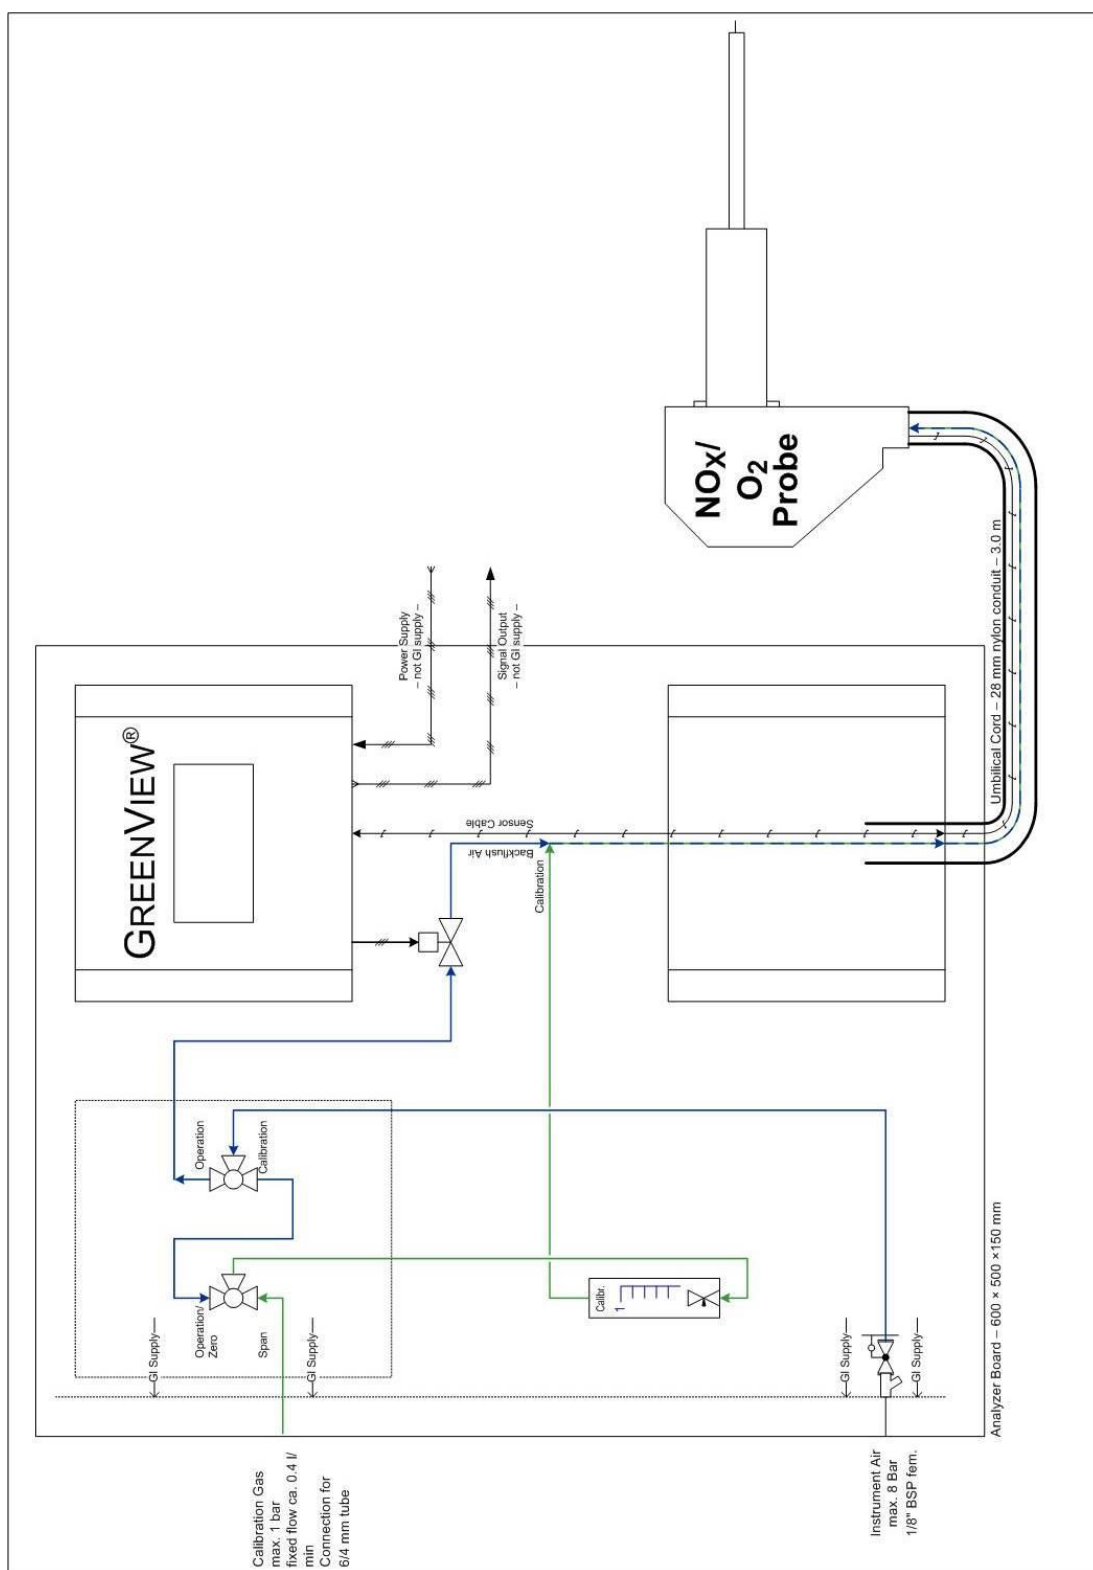 GREENVIEW®
NOx/
O2
Probe
Power Supply
– not GI supply –
Signal Output
– not GI supply –
Sensor Cable
Backflush Air
Calibration
Operation
Calibration
Operation/
Zero
Span
GI Supply
GI Supply
Calibr.
1
GI Supply
GI Supply
Umbilical Cord – 28 mm nylon conduit – 3.0 m
Analyzer Board – 600 × 500 ×150 mm
Calibration Gas
max. 1 bar
fixed flow ca. 0.4 l/
min
Connection for
6/4 mm tube
Instrument Air
max. 8 Bar
1/8" BSP fem.